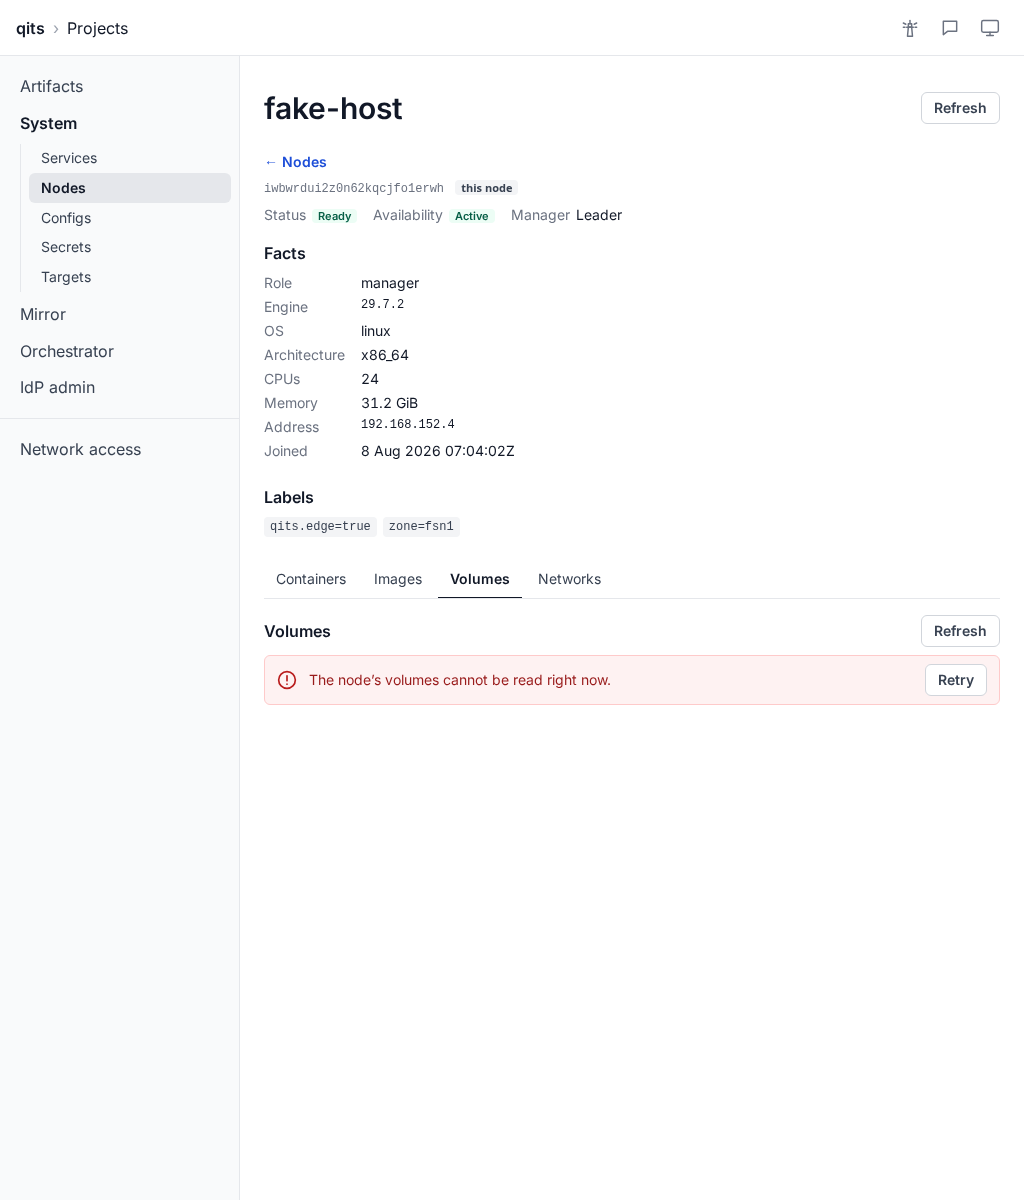 qits › Projects
Artifacts
System
Services
Nodes
Configs
Secrets
Targets
Mirror
Orchestrator
IdP admin
Network access
fake-host
Refresh
← Nodes
iwbwrdui2z0n62kqcjfo1erwh this node
Status Ready Availability Active Manager Leader
Facts
Role manager
Engine 29.7.2
OS linux
Architecture x86_64
CPUs 24
Memory 31.2 GiB
Address 192.168.152.4
Joined 8 Aug 2026 07:04:02Z
Labels
qits.edge=true zone=fsn1
Containers Images Volumes Networks
Volumes Refresh
The node’s volumes cannot be read right now. Retry